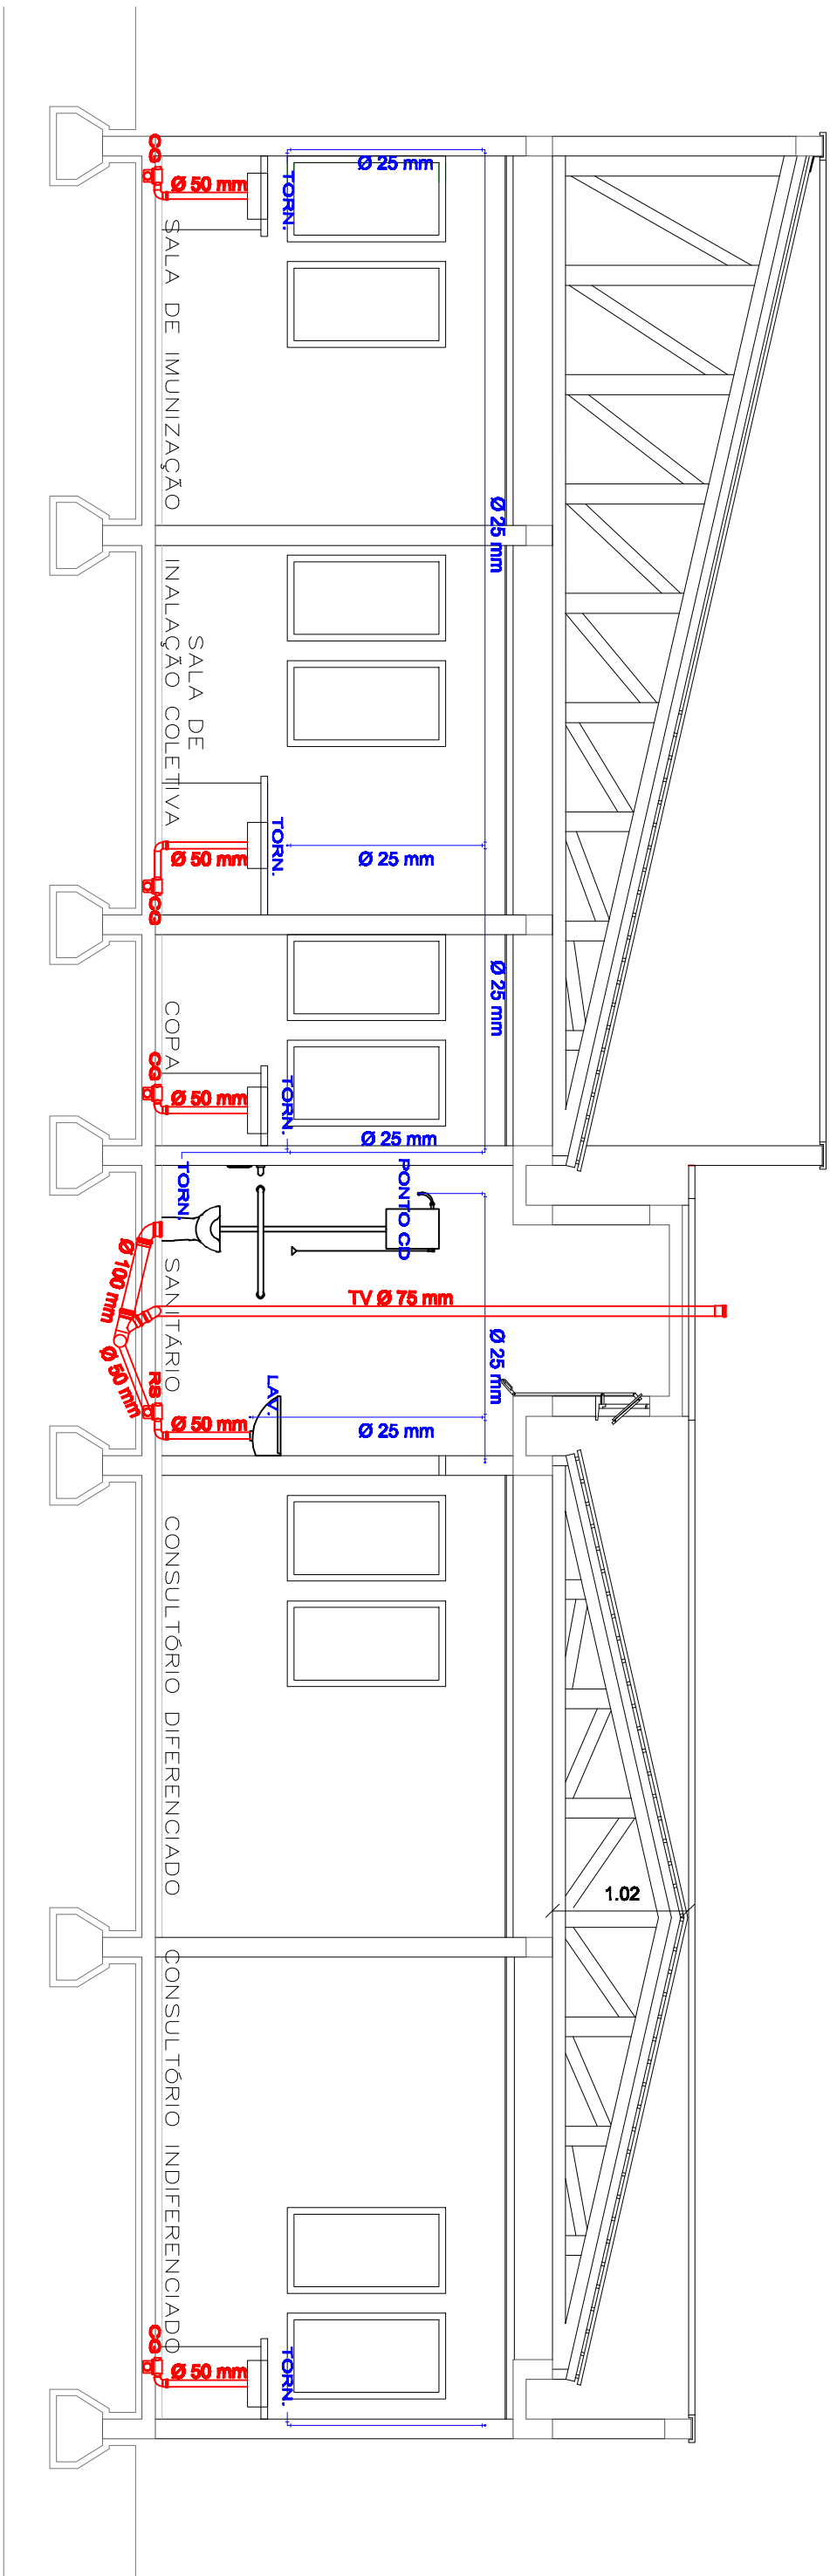 CG
Ø 50 mm
TORN.
Ø 25 mm
SALA DE IMUNIZAÇÃO
Ø 25 mm
SALA DE
INALAÇÃO COLETIVA
TORN.
Ø 50 mm
CG
Ø 25 mm
Ø 25 mm
COPA
CG
Ø 50 mm
TORN.
Ø 25 mm
TORN.
PONTO CD
SANITÁRIO
Ø 100 mm
TV Ø 75 mm
Ø 50 mm
RS
Ø 50 mm
LAV.
Ø 25 mm
Ø 25 mm
CONSULTÓRIO DIFERENCIADO
1.02
CONSULTÓRIO INDIFERENCIADO
CG
Ø 50 mm
TORN.